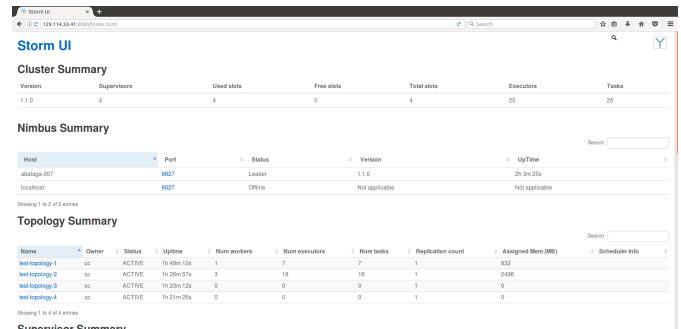 Storm UI
129.114.33.41:8080/index.html
Search
Storm UI
Cluster Summary
Version Supervisors Used slots Free slots Total slots Executors Tasks
1.1.0 4 4 0 4 25 25
Nimbus Summary
Search:
Host Port Status Version UpTime
abalaga-007 6627 Leader 1.1.0 2h 3m 25s
localhost 6627 Offline Not applicable Not applicable
Showing 1 to 2 of 2 entries
Topology Summary
Search:
Name Owner Status Uptime Num workers Num executors Num tasks Replication count Assigned Mem (MB) Scheduler Info
test-topology-1 cc ACTIVE 1h 49m 12s 1 7 7 1 832
test-topology-2 cc ACTIVE 1h 26m 57s 3 18 18 1 2496
test-topology-3 cc ACTIVE 1h 23m 12s 0 0 0 1 0
test-topology-4 cc ACTIVE 1h 21m 26s 0 0 0 1 0
Showing 1 to 4 of 4 entries
Supervisor Summary